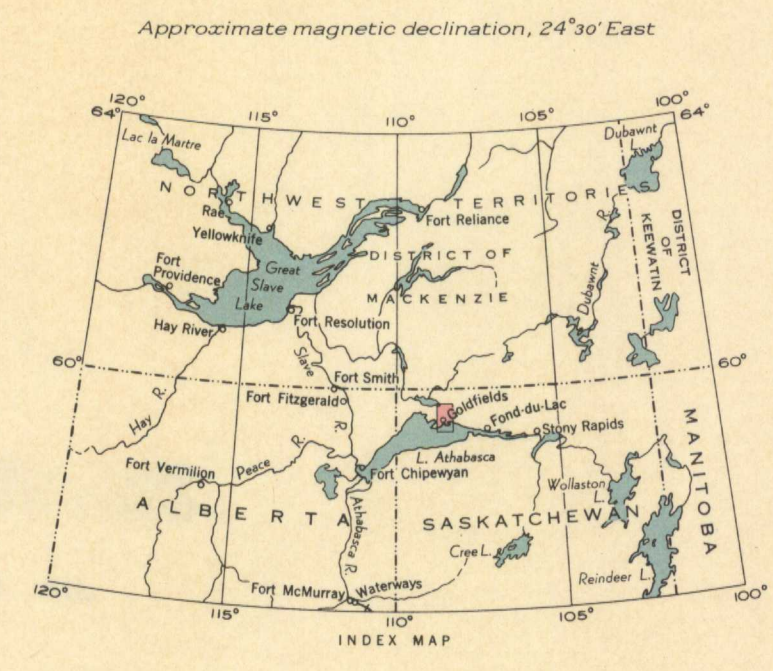 Approximate magnetic declination, 24°30' East
120°
115°
110°
105°
100°
64°
64°
Lac la Martre
Dubawnt
L.
NORTHWEST TERRITORIES
Rae
Fort Reliance
Yellowknife
DISTRICT
OF
KEEWATIN
DISTRICT OF
MACKENZIE
Fort
Providence
Great
Slave
Lake
Dubawnt R.
Hay River
Fort Resolution
60°
60°
Slave R.
Fort Smith
Fort Fitzgerald
Goldfields
Fond-du-Lac
Stony Rapids
Hay R.
MANITOBA
L. Athabasca
Fort Vermilion
Peace R.
Fort Chipewyan
Wollaston
L.
ALBERTA
Athabasca R.
SASKATCHEWAN
Cree L.
Reindeer L.
Fort McMurray
Waterways
120°
115°
110°
105°
100°
INDEX MAP